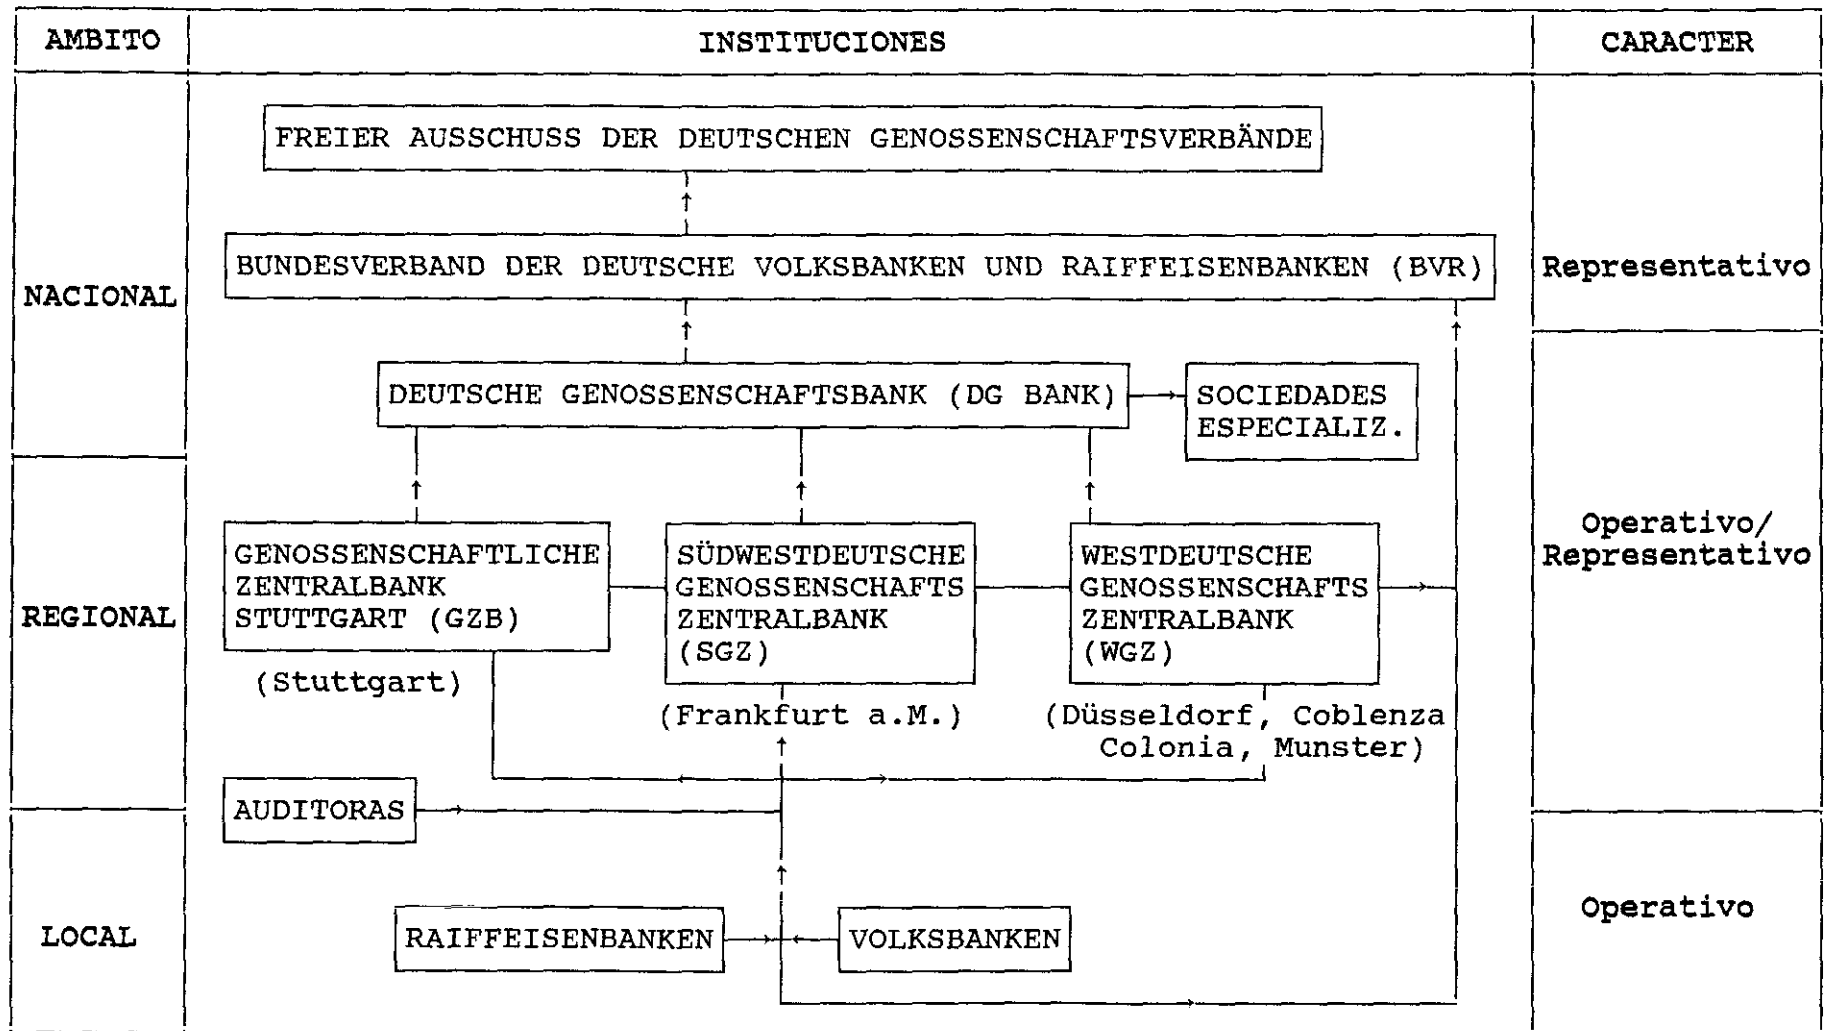 AMBITO INSTITUCIONES CARACTER
FREIER AUSSCHUSS DER DEUTSCHEN GENOSSENSCHAFTSVERBÄNDE
BUNDESVERBAND DER DEUTSCHE VOLKSBANKEN UND RAIFFEISENBANKEN (BVR)
Representativo
NACIONAL
DEUTSCHE GENOSSENSCHAFTSBANK (DG BANK)
SOCIEDADES
ESPECIALIZ.
Operativo/
Representativo
REGIONAL
GENOSSENSCHAFTLICHE
ZENTRALBANK
STUTTGART (GZB)
(Stuttgart)
SÜDWESTDEUTSCHE
GENOSSENSCHAFTS
ZENTRALBANK
(SGZ)
(Frankfurt a.M.)
WESTDEUTSCHE
GENOSSENSCHAFTS
ZENTRALBANK
(WGZ)
(Düsseldorf, Coblenza
Colonia, Munster)
AUDITORAS
LOCAL
RAIFFEISENBANKEN
VOLKSBANKEN
Operativo